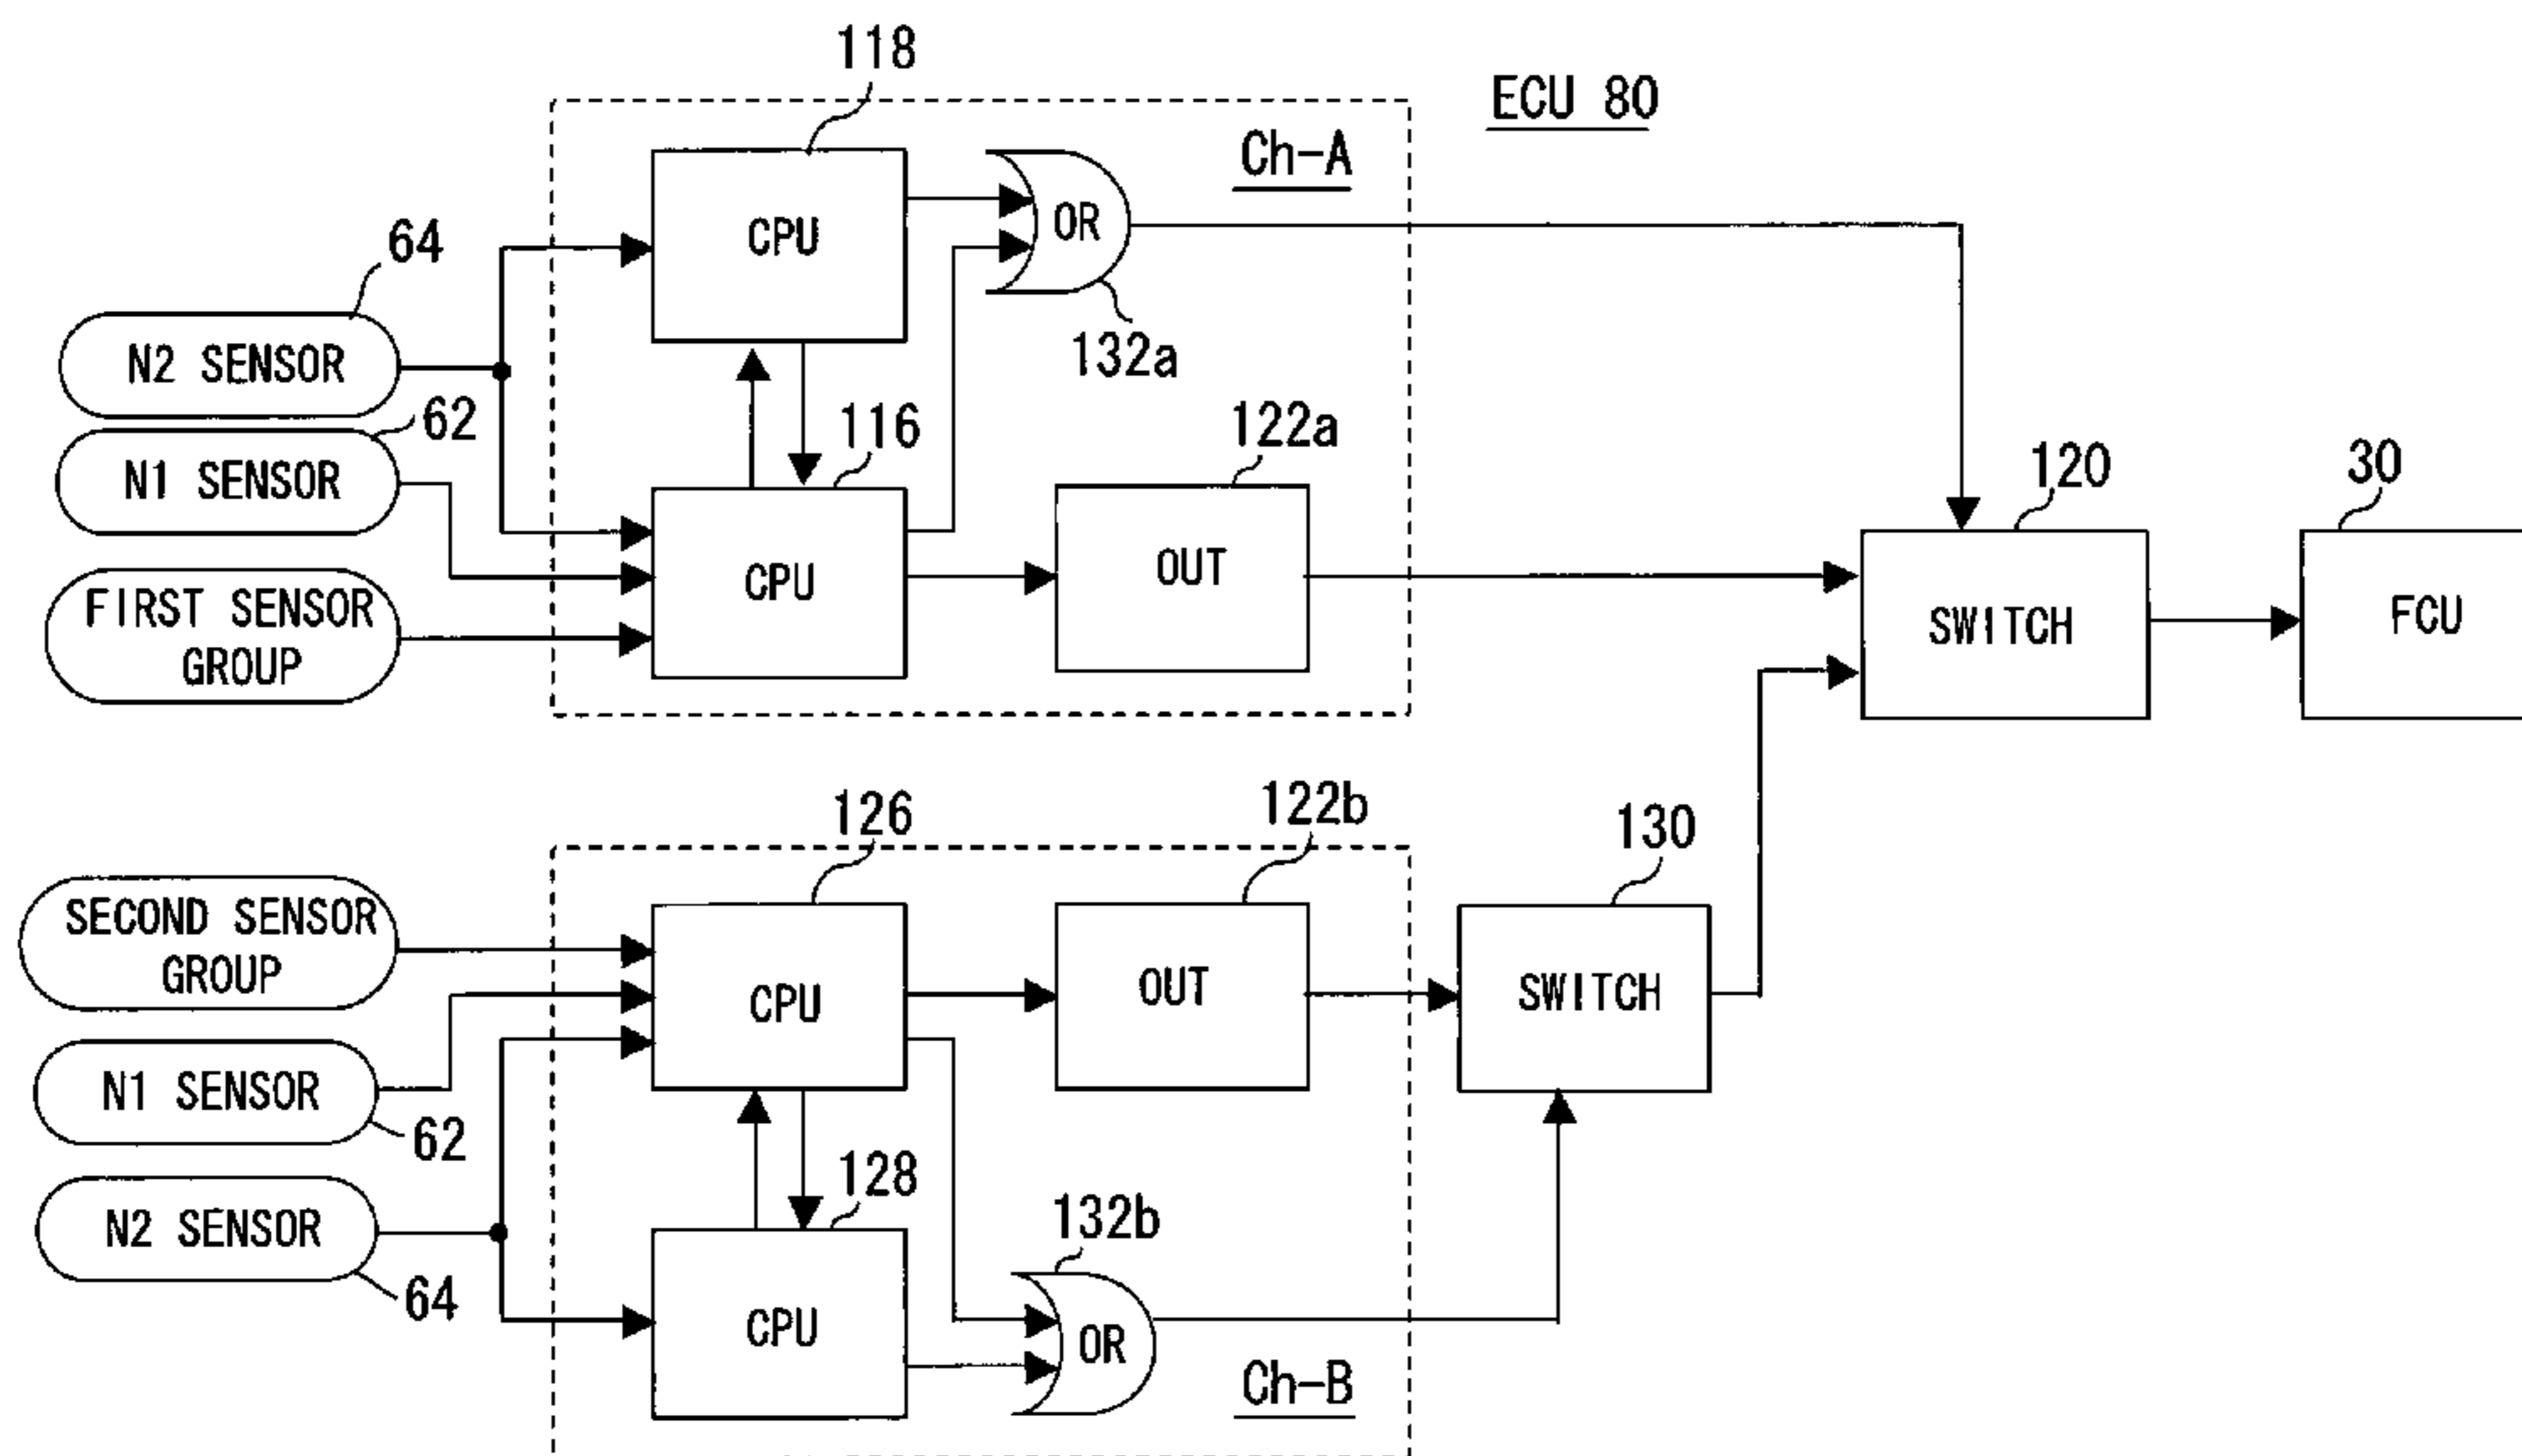 118
ECU 80
Ch-A
CPU
OR
64
N2 SENSOR
132a
62
116
122a
N1 SENSOR
120
30
CPU
OUT
FIRST SENSOR
GROUP
SWITCH
FCU
126
122b
130
SECOND SENSOR
GROUP
CPU
OUT
SWITCH
N1 SENSOR
62
128
132b
N2 SENSOR
64
CPU
OR
Ch-B